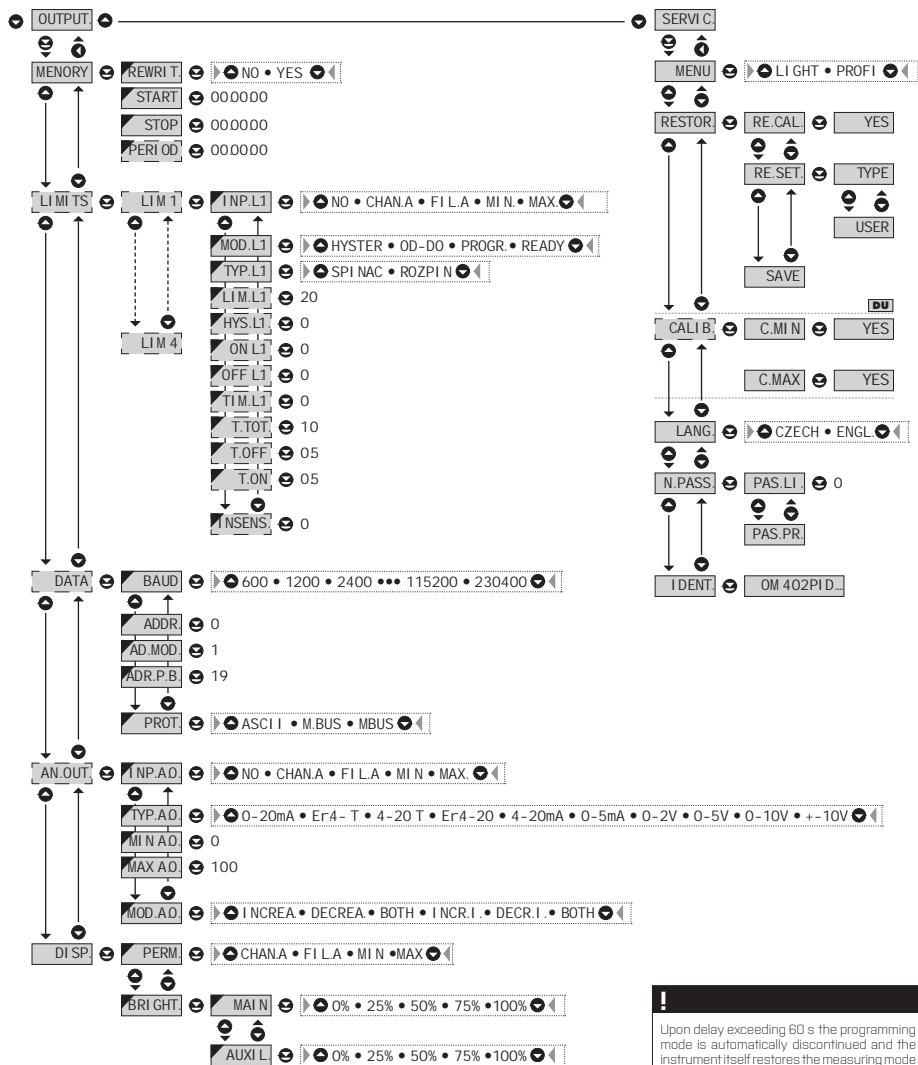 OUTPUT.
MENORY REWRIT. NO • YES
START 00.00.00
STOP 00.00.00
PERIOD 00.00.00
LIMITS LIM 1 INP.L1 NO • CHAN.A • FIL.A • MIN. • MAX.
MOD.L1 HYSTER • OD-DO • PROGR. • READY
TYP.L1 SPINAC • ROZPIN
LIM.L1 20
HYS.L1. 0
LIM 4
ON L1 0
OFF L1 0
TIM.L1 0
T.TOT. 10
T.OFF 05
T.ON 05
INSENS. 0
DATA BAUD 600 • 1200 • 2400 ••• 115200 • 230400
ADDR. 0
AD.MOD. 1
ADR.P.B. 19
PROT. ASCII • M.BUS • MBUS
AN.OUT. INP.A.O. NO • CHAN.A • FIL.A • MIN • MAX.
TYP.A.O. 0-20mA • Er4- T • 4-20 T • Er4-20 • 4-20mA • 0-5mA • 0-2V • 0-5V • 0-10V • +-10V
MIN A.O. 0
MAX A.O. 100
MOD.A.O. INCREA. • DECREA. • BOTH • INCR.I. • DECR.I. • BOTH
DISP. PERM. CHAN.A • FIL.A • MIN • MAX
BRIGHT. MAIN 0% • 25% • 50% • 75% • 100%
AUXIL. 0% • 25% • 50% • 75% • 100%
SERVIC.
MENU LIGHT • PROFI
RESTOR. RE.CAL. YES
RE.SET. TYPE
USER
SAVE
DU
CALIB. C.MIN YES
C.MAX YES
LANG. CZECH • ENGL.
N.PASS. PAS.LI. 0
PAS.PR.
IDENT. OM 402PID....
!
Upon delay exceeding 60 s the programming
mode is automatically discontinued and the
instrument itself restores the measuring mode